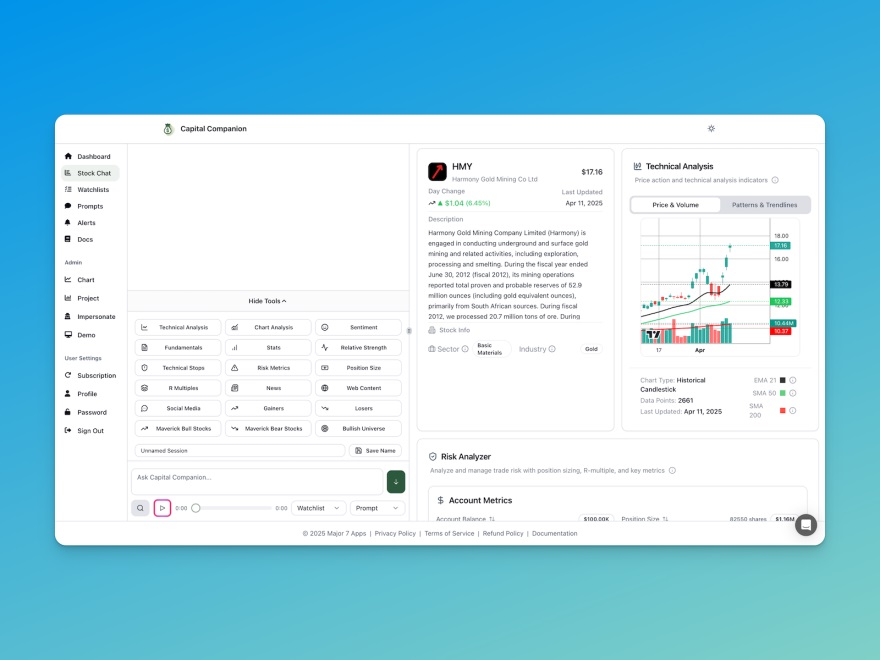 Capital Companion
Dashboard
Stock Chat
Watchlists
Prompts
Alerts
Docs
Admin
Chart
Project
Impersonate
Demo
User Settings
Subscription
Profile
Password
Sign Out
Hide Tools
Technical Analysis
Chart Analysis
Sentiment
Fundamentals
Stats
Relative Strength
Technical Stops
Risk Metrics
Position Size
R Multiples
News
Web Content
Social Media
Gainers
Losers
Maverick Bull Stocks
Maverick Bear Stocks
Bullish Universe
Unnamed Session
Save Name
Ask Capital Companion...
0:00
0:00
Watchlist
Prompt
HMY
Harmony Gold Mining Co Ltd
$17.16
Day Change
Last Updated
$1.04 (6.45%)
Apr 11, 2025
Description
Harmony Gold Mining Company Limited (Harmony) is
engaged in conducting underground and surface gold
mining and related activities, including exploration,
processing and smelting. During the fiscal year ended
June 30, 2012 (fiscal 2012), its mining operations
reported total proven and probable reserves of 52.9
million ounces (including gold equivalent ounces),
primarily from South African sources. During fiscal
2012, we processed 20.7 million tons of ore. During
Stock Info
Sector
Basic
Materials
Industry
Gold
Technical Analysis
Price action and technical analysis indicators
Price & Volume
Patterns & Trendlines
18.00
17.16
16.00
13.79
12.33
10.44M
10.37
17
Apr
Chart Type: Historical
Candlestick
Data Points: 2661
Last Updated: Apr 11, 2025
EMA 21
SMA 50
SMA
200
Risk Analyzer
Analyze and manage trade risk with position sizing, R-multiple, and key metrics
Account Metrics
Account Balance
$100.00K
Position Size
82550 shares
$1.16M
© 2025 Major 7 Apps | Privacy Policy | Terms of Service | Refund Policy | Documentation